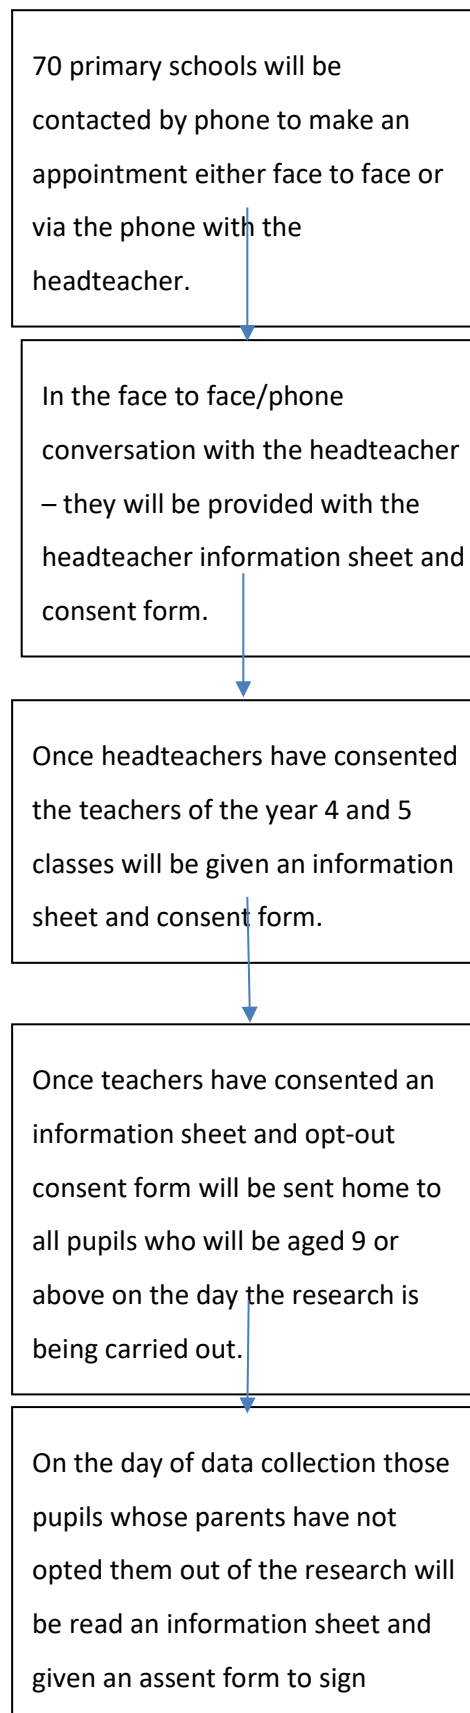 70 primary schools will be
contacted by phone to make an
appointment either face to face or
via the phone with the
headteacher.
In the face to face/phone
conversation with the headteacher
– they will be provided with the
headteacher information sheet and
consent form.
Once headteachers have consented
the teachers of the year 4 and 5
classes will be given an information
sheet and consent form.
Once teachers have consented an
information sheet and opt-out
consent form will be sent home to
all pupils who will be aged 9 or
above on the day the research is
being carried out.
On the day of data collection those
pupils whose parents have not
opted them out of the research will
be read an information sheet and
given an assent form to sign